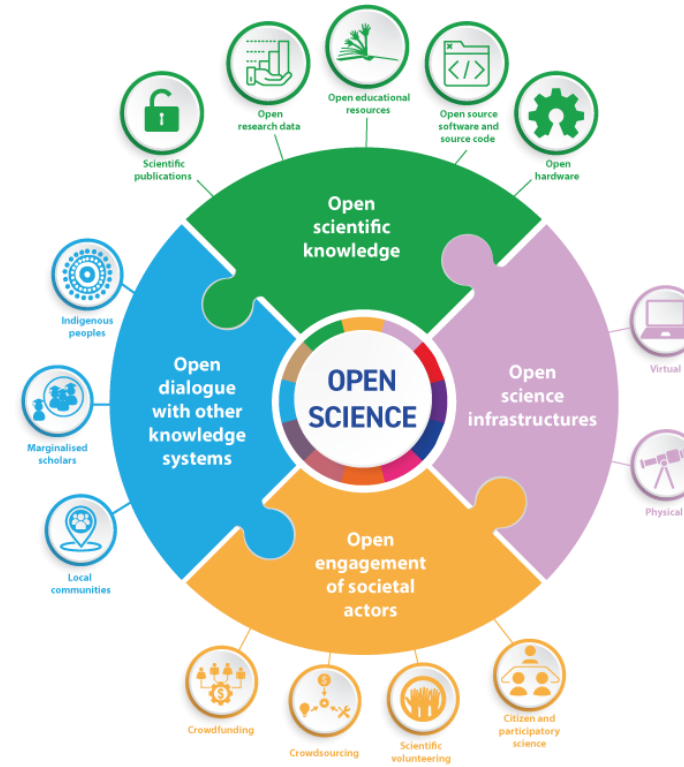 Open educational
resources
Open
research data
Open source
software and
source code
Scientific
publications
Open
hardware
Open
scientific
knowledge
Indigenous
peoples
Open
dialogue
with other
knowledge
systems
OPEN
SCIENCE
Open
science
infrastructures
Virtual
Marginalised
scholars
Physical
Local
communities
Open
engagement
of societal
actors
$
Crowdfunding
$
Crowdsourcing
Scientific
volunteering
Citizen and
participatory
science